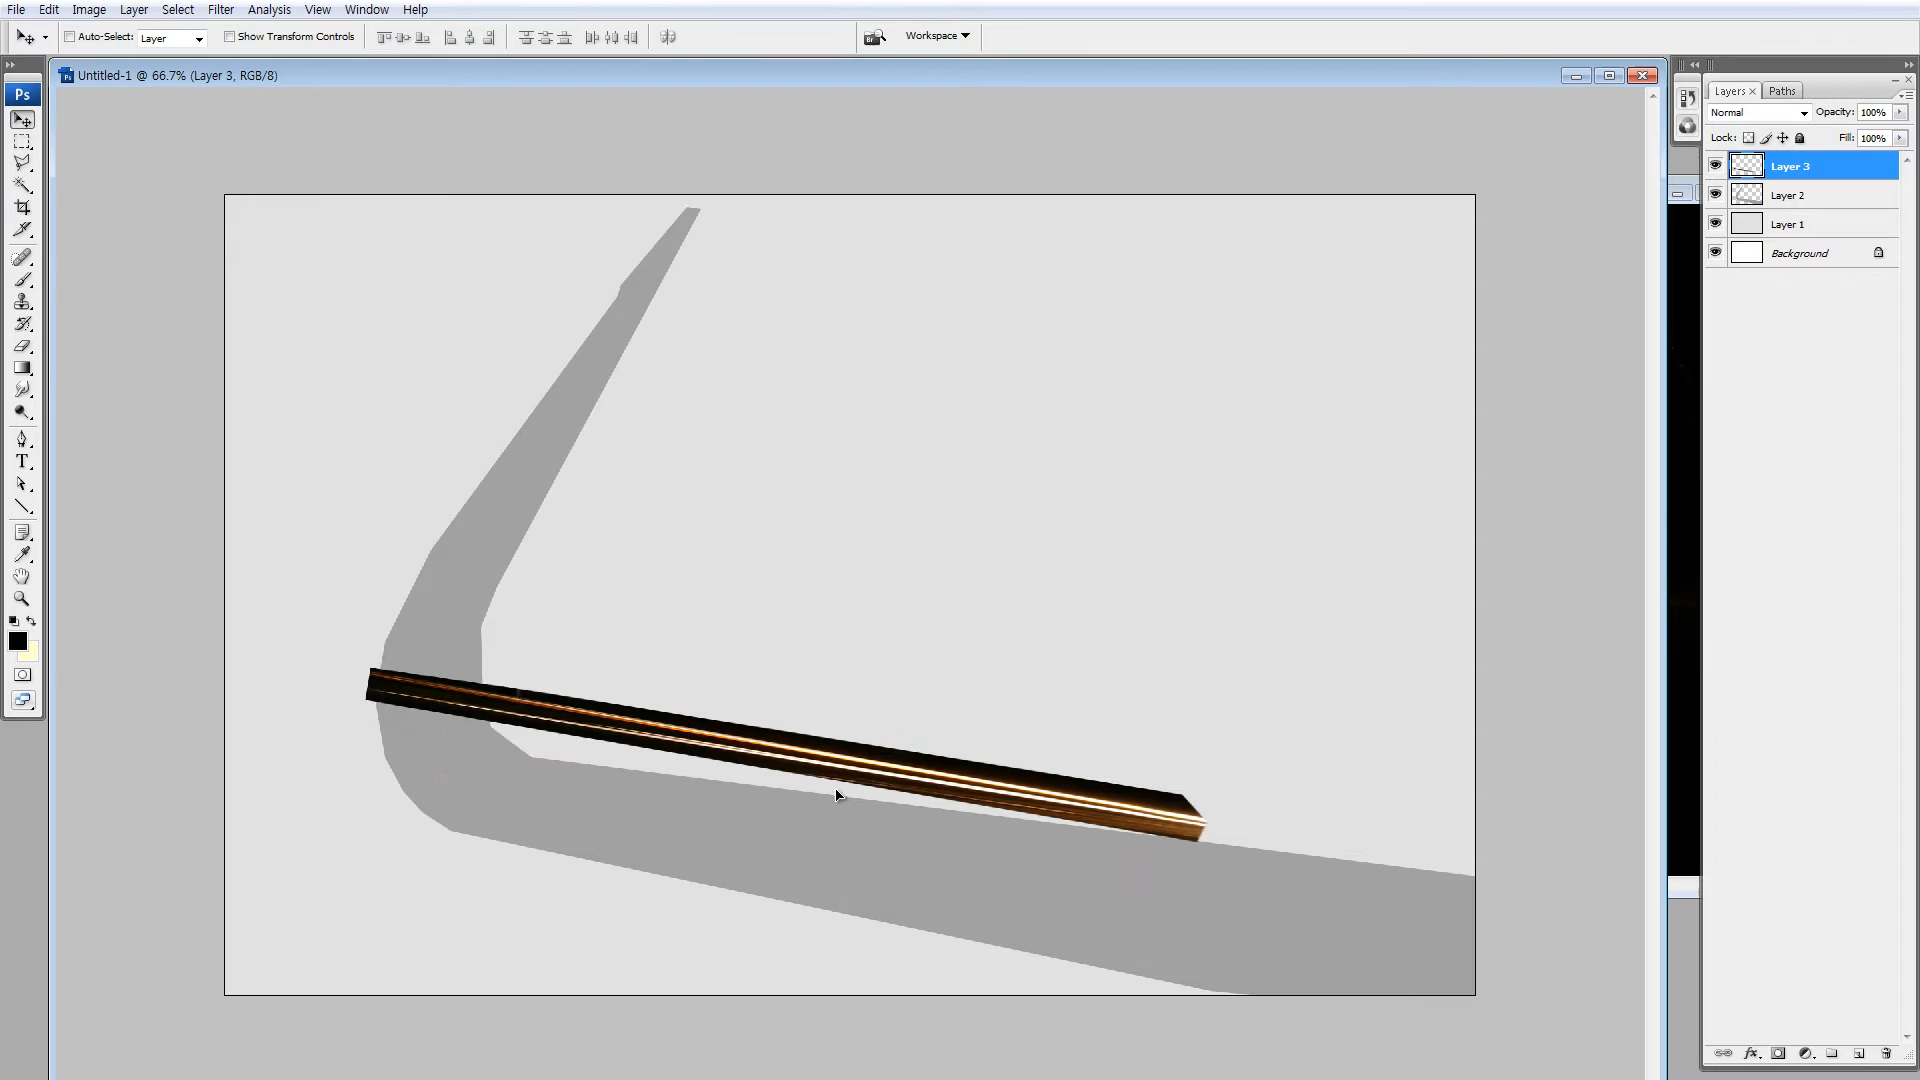 File Edit Image Layer Select Filter Analysis View Window Help
Auto-Select: Layer Show Transform Controls Workspace
Untitled-1 @ 66.7% (Layer 3, RGB/8)
Ps
Layers Paths
Normal Opacity: 100%
Lock: Fill: 100%
Layer 3
Layer 2
Layer 1
Background